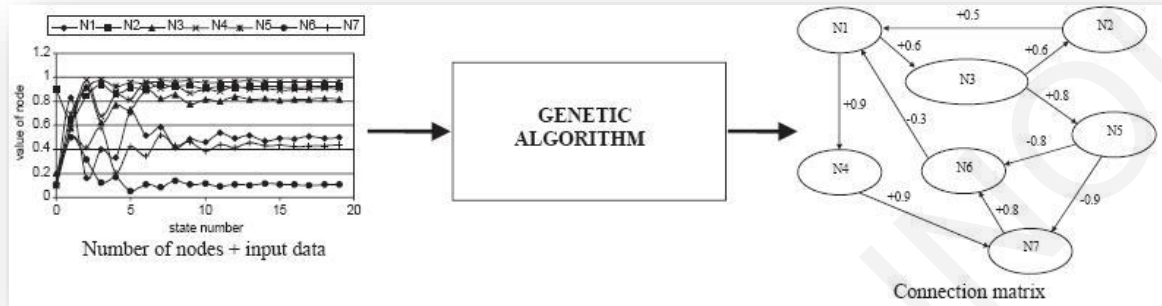 N1 N2 N3 N4 N5 N6 N7
value of node
1.2
1
0.8
0.6
0.4
0.2
0
0 5 10 15 20
state number
Number of nodes + input data
GENETIC
ALGORITHM
N1
N2
N3
N4
N5
N6
N7
+0.5
+0.6
+0.6
+0.8
+0.9
-0.3
-0.8
-0.9
+0.8
+0.9
Connection matrix